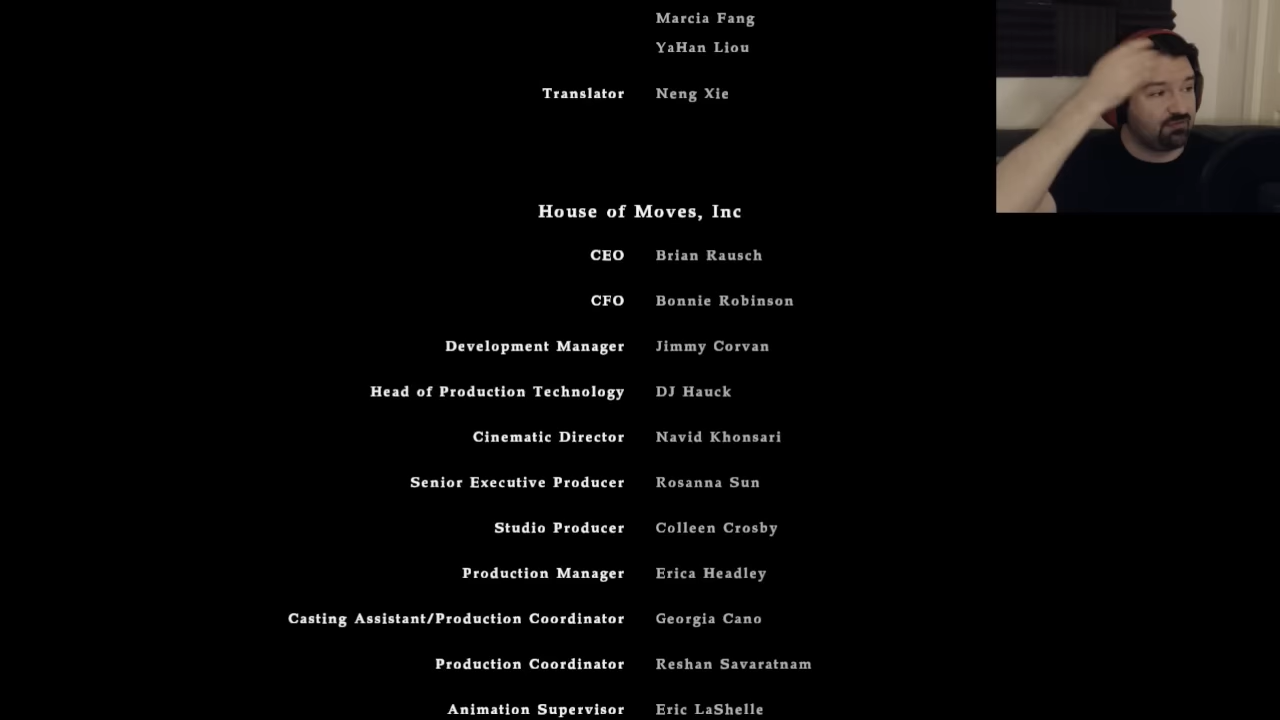 Marcia Fang
YaHan Liou
Translator Neng Xie
House of Moves, Inc
CEO Brian Rausch
CFO Bonnie Robinson
Development Manager Jimmy Corvan
Head of Production Technology DJ Hauck
Cinematic Director Navid Khonsari
Senior Executive Producer Rosanna Sun
Studio Producer Colleen Crosby
Production Manager Erica Headley
Casting Assistant/Production Coordinator Georgia Cano
Production Coordinator Reshan Savaratnam
Animation Supervisor Eric LaShelle